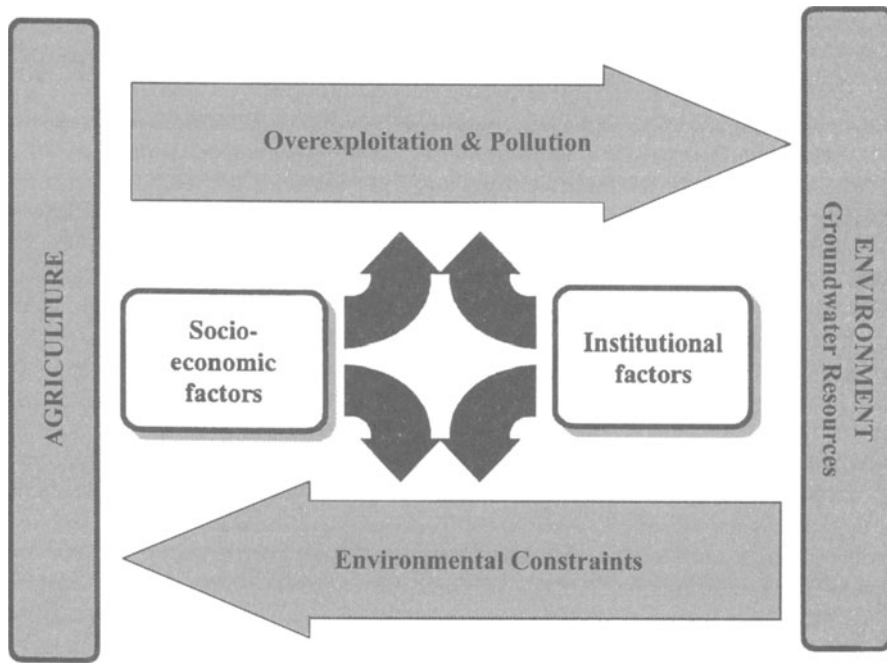 AGRICULTURE
Overexploitation & Pollution
Socio-
economic
factors
Institutional
factors
Environmental Constraints
ENVIRONMENT
Groundwater Resources